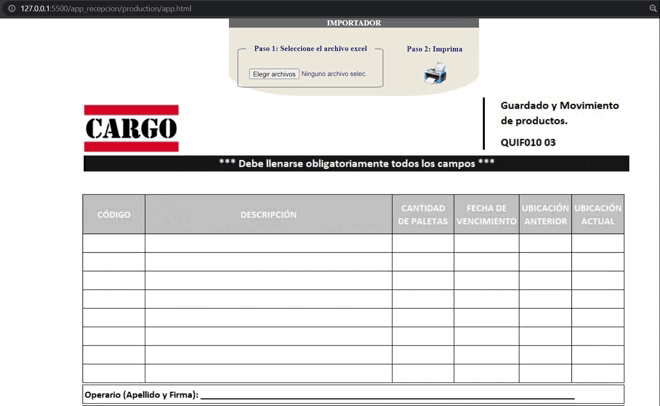 127.0.0.1:5500/app_recepcion/production/app.html
IMPORTADOR
Paso 1: Seleccione el archivo excel
Paso 2: Imprima
Elegir archivos Ninguno archivo selec.
CARGO
Guardado y Movimiento
de productos.
QUIF010 03
*** Debe llenarse obligatoriamente todos los campos ***
CÓDIGO
DESCRIPCIÓN
CANTIDAD
DE PALETAS
FECHA DE
VENCIMIENTO
UBICACIÓN
ANTERIOR
UBICACIÓN
ACTUAL
Operario (Apellido y Firma):